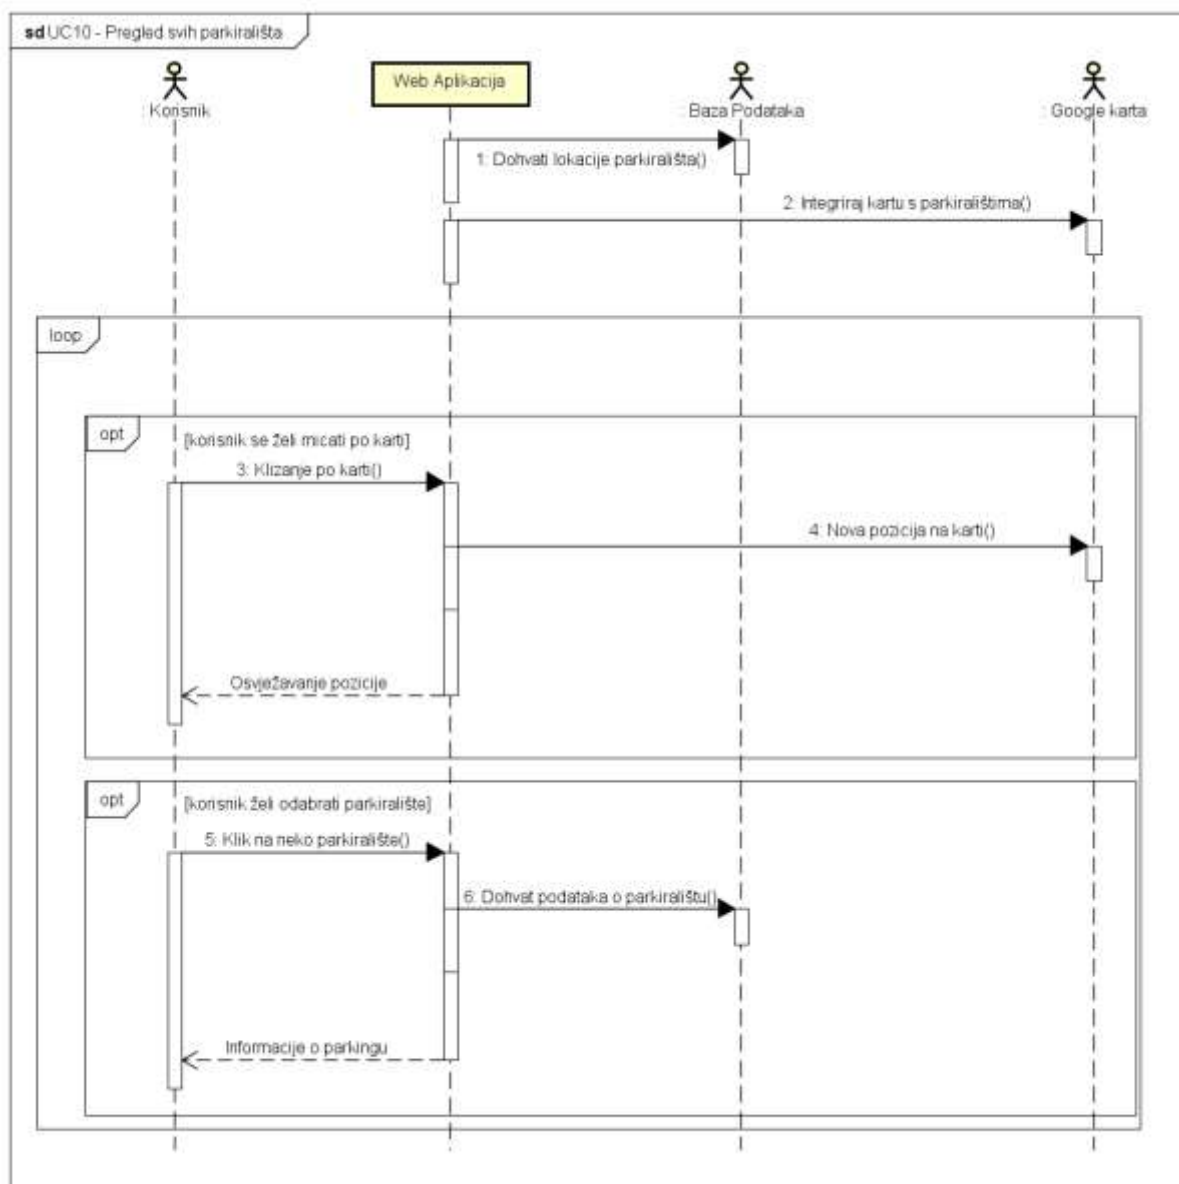 sd UC10 - Pregled svih parkirališta
: Korisnik
Web Aplikacija
: Baza Podataka
: Google karta
1: Dohvati lokacije parkirališta()
2: Integriraj kartu s parkiralištima()
loop
opt
[korisnik se želi micati po karti]
3: Klizanje po karti()
4: Nova pozicija na karti()
Osvježavanje pozicije
opt
[korisnik želi odabrati parkiralište]
5: Klik na neko parkiralište()
6: Dohvat podataka o parkiralištu()
Informacije o parkingu